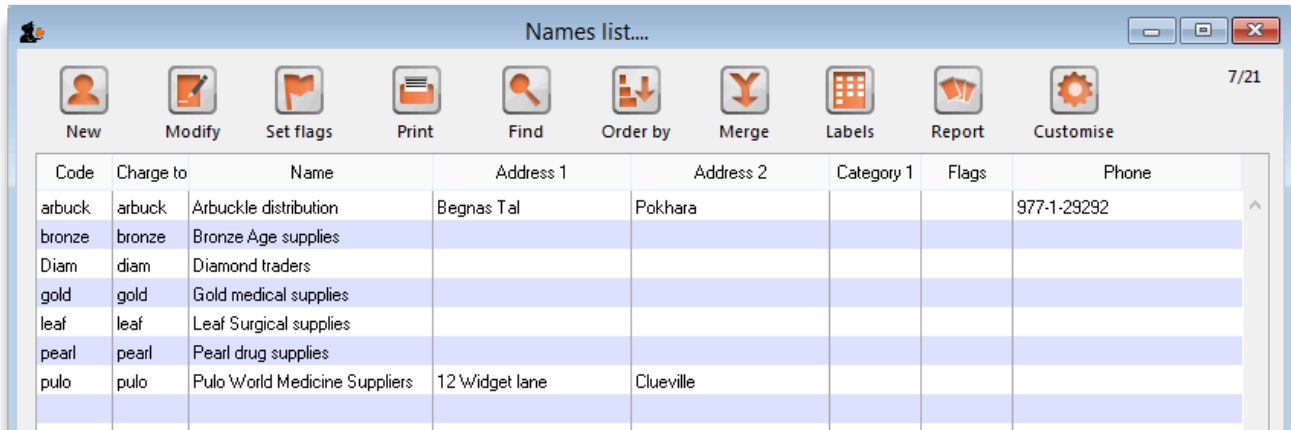 Names list....
7/21
New Modify Set flags Print Find Order by Merge Labels Report Customise
Code Charge to Name Address 1 Address 2 Category 1 Flags Phone
arbuck arbuck Arbuckle distribution Begnas Tal Pokhara 977-1-29292
bronze bronze Bronze Age supplies
Diam diam Diamond traders
gold gold Gold medical supplies
leaf leaf Leaf Surgical supplies
pearl pearl Pearl drug supplies
pulo pulo Pulo World Medicine Suppliers 12 Widget lane Clueville